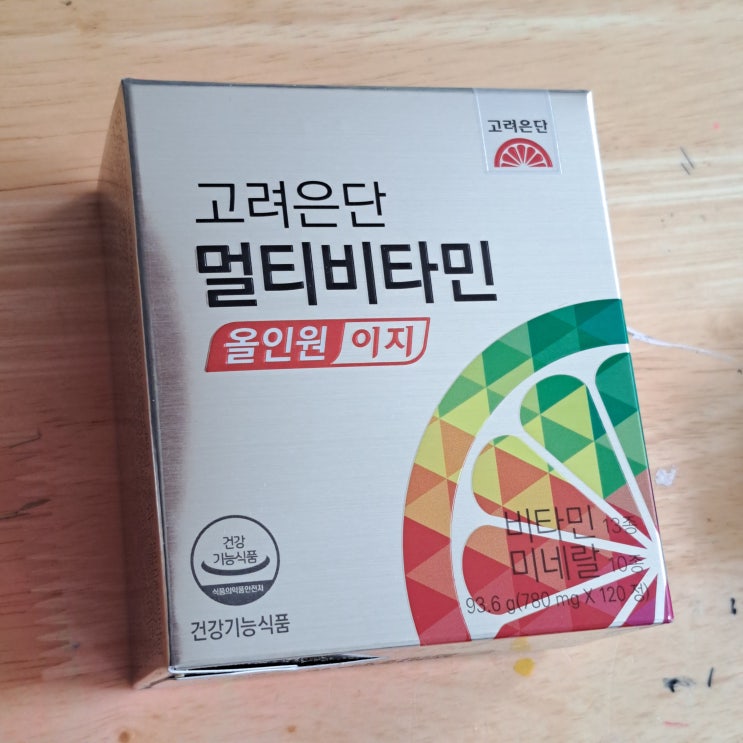 고려은단
고려은단
멀티비타민
올인원 이지
비타민 13종
미네랄 10종
93.6 g(780 mg X 120 정)
건강
기능식품
식품의약품안전처
건강기능식품